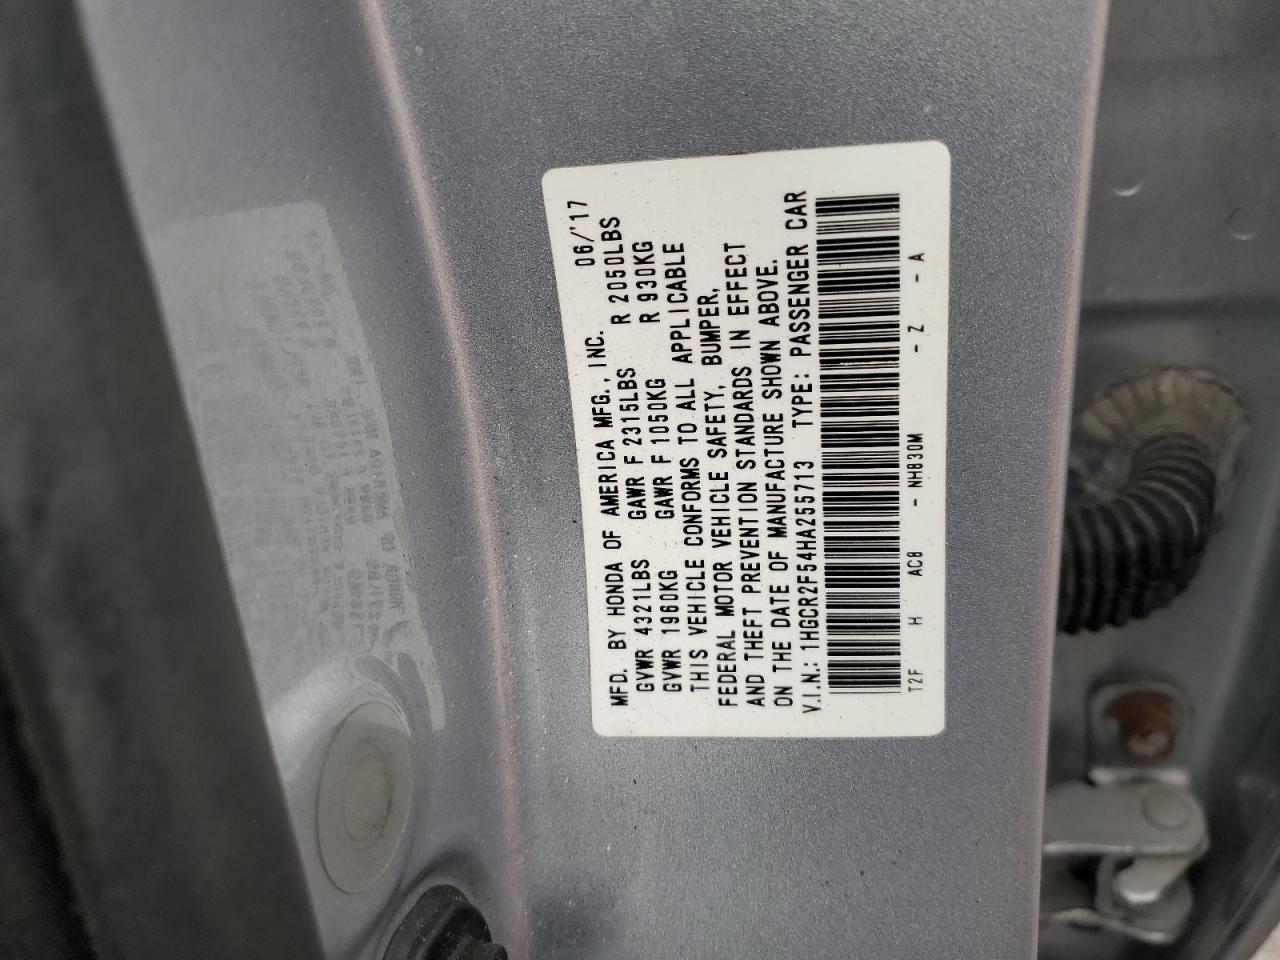 MFD. BY HONDA OF AMERICA MFG., INC. 06/'17
GVWR 4321LBS GAWR F 2315LBS R 2050LBS
GVWR 1960KG GAWR F 1050KG R 930KG
THIS VEHICLE CONFORMS TO ALL APPLICABLE
FEDERAL MOTOR VEHICLE SAFETY, BUMPER,
AND THEFT PREVENTION STANDARDS IN EFFECT
ON THE DATE OF MANUFACTURE SHOWN ABOVE.
V.I.N.: 1HGCR2F54HA255713 TYPE: PASSENGER CAR
T2F H AC8 - NH830M - Z - A